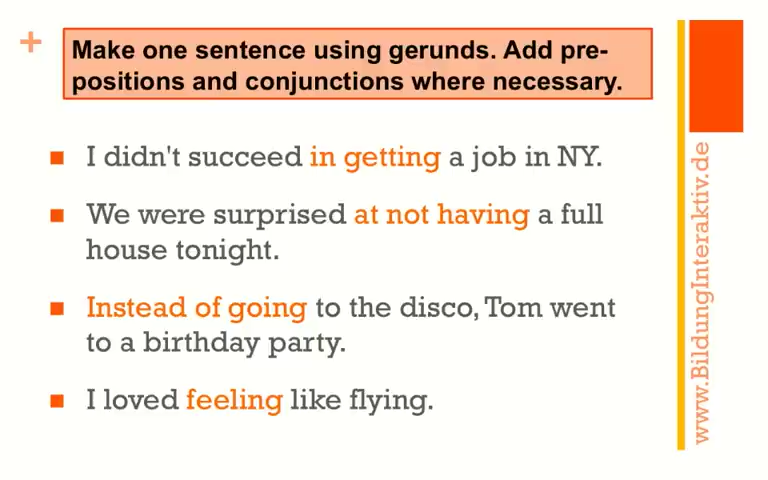 +
Make one sentence using gerunds. Add pre-
positions and conjunctions where necessary.
■ I didn't succeed in getting a job in NY.
■ We were surprised at not having a full
house tonight.
■ Instead of going to the disco, Tom went
to a birthday party.
■ I loved feeling like flying.
www.BildungInteraktiv.de